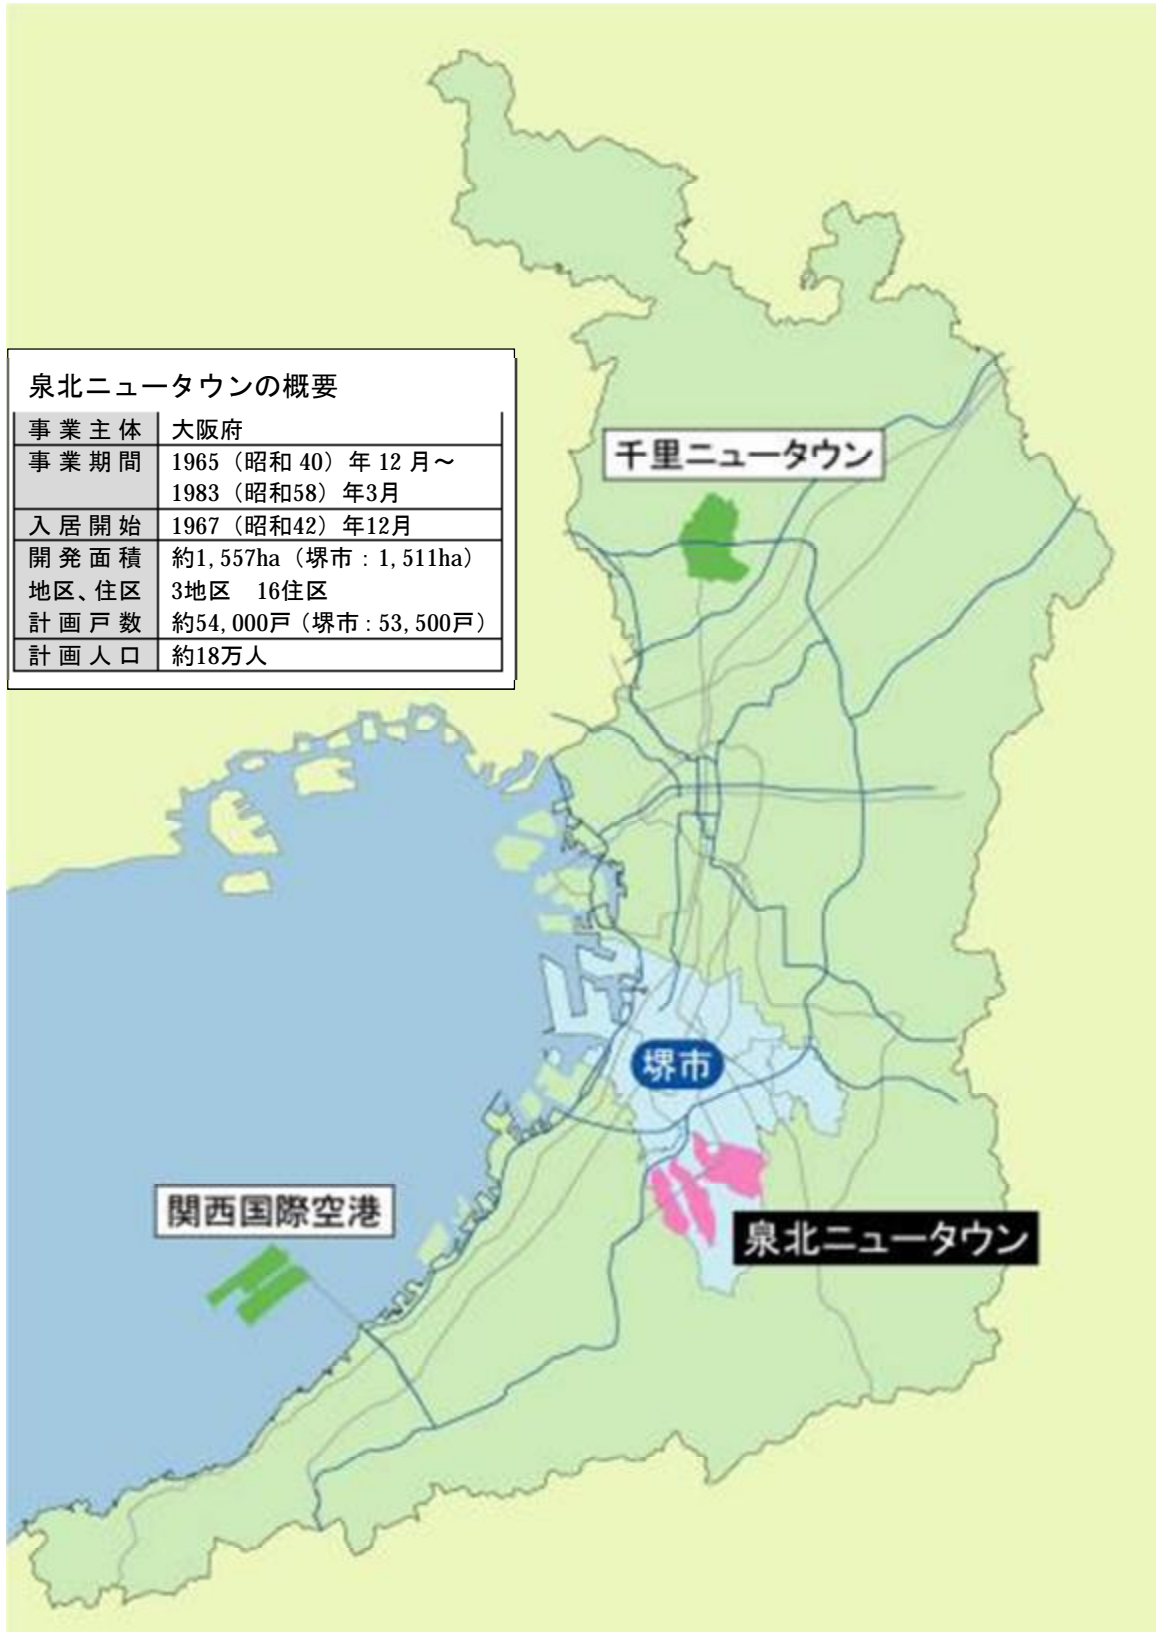 泉北ニュータウンの概要
事業主体 大阪府
事業期間 1965（昭和 40）年 12 月～
1983（昭和58）年3月
入居開始 1967（昭和42）年12月
開発面積 約1,557ha（堺市：1,511ha）
地区、住区 3地区　16住区
計画戸数 約54,000戸（堺市：53,500戸）
計画人口 約18万人
千里ニュータウン
堺市
関西国際空港
泉北ニュータウン